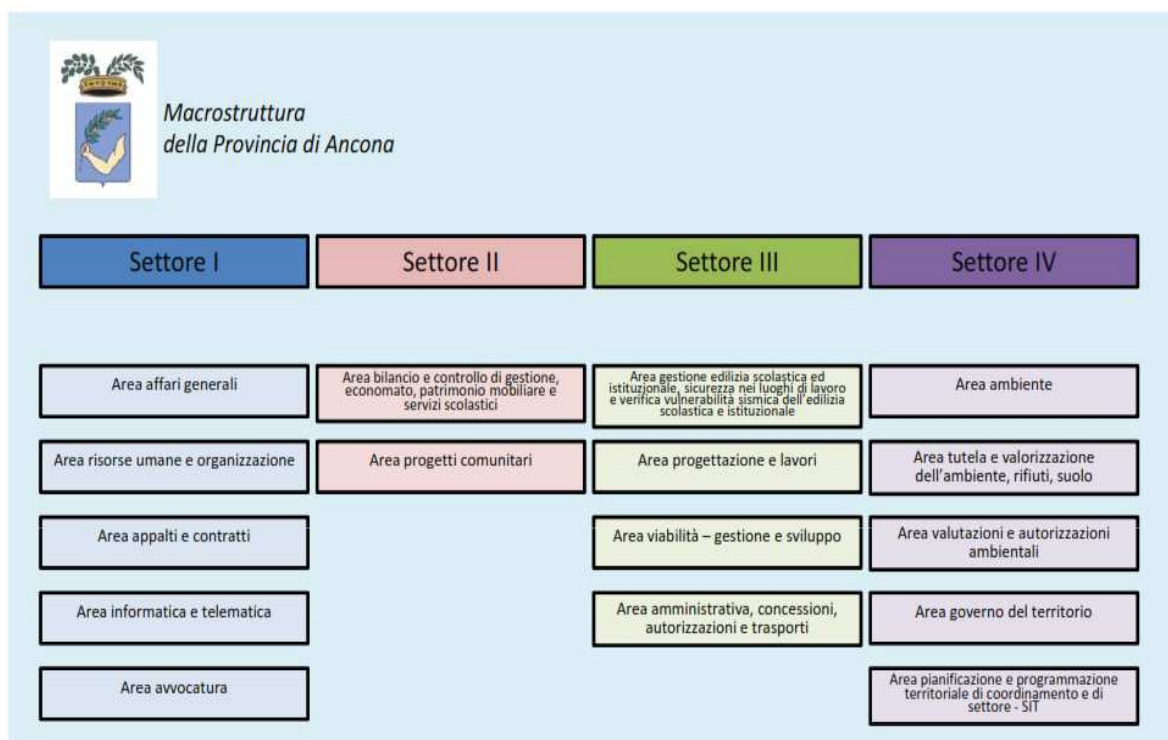 Macrostruttura
della Provincia di Ancona
Settore I
Settore II
Settore III
Settore IV
Area affari generali
Area bilancio e controllo di gestione,
economato, patrimonio mobiliare e
servizi scolastici
Area gestione edilizia scolastica ed
istituzionale, sicurezza nei luoghi di lavoro
e verifica vulnerabilità sismica dell'edilizia
scolastica e istituzionale
Area ambiente
Area risorse umane e organizzazione
Area progetti comunitari
Area progettazione e lavori
Area tutela e valorizzazione
dell'ambiente, rifiuti, suolo
Area appalti e contratti
Area viabilità – gestione e sviluppo
Area valutazioni e autorizzazioni
ambientali
Area informatica e telematica
Area amministrativa, concessioni,
autorizzazioni e trasporti
Area governo del territorio
Area avvocatura
Area pianificazione e programmazione
territoriale di coordinamento e di
settore - SIT